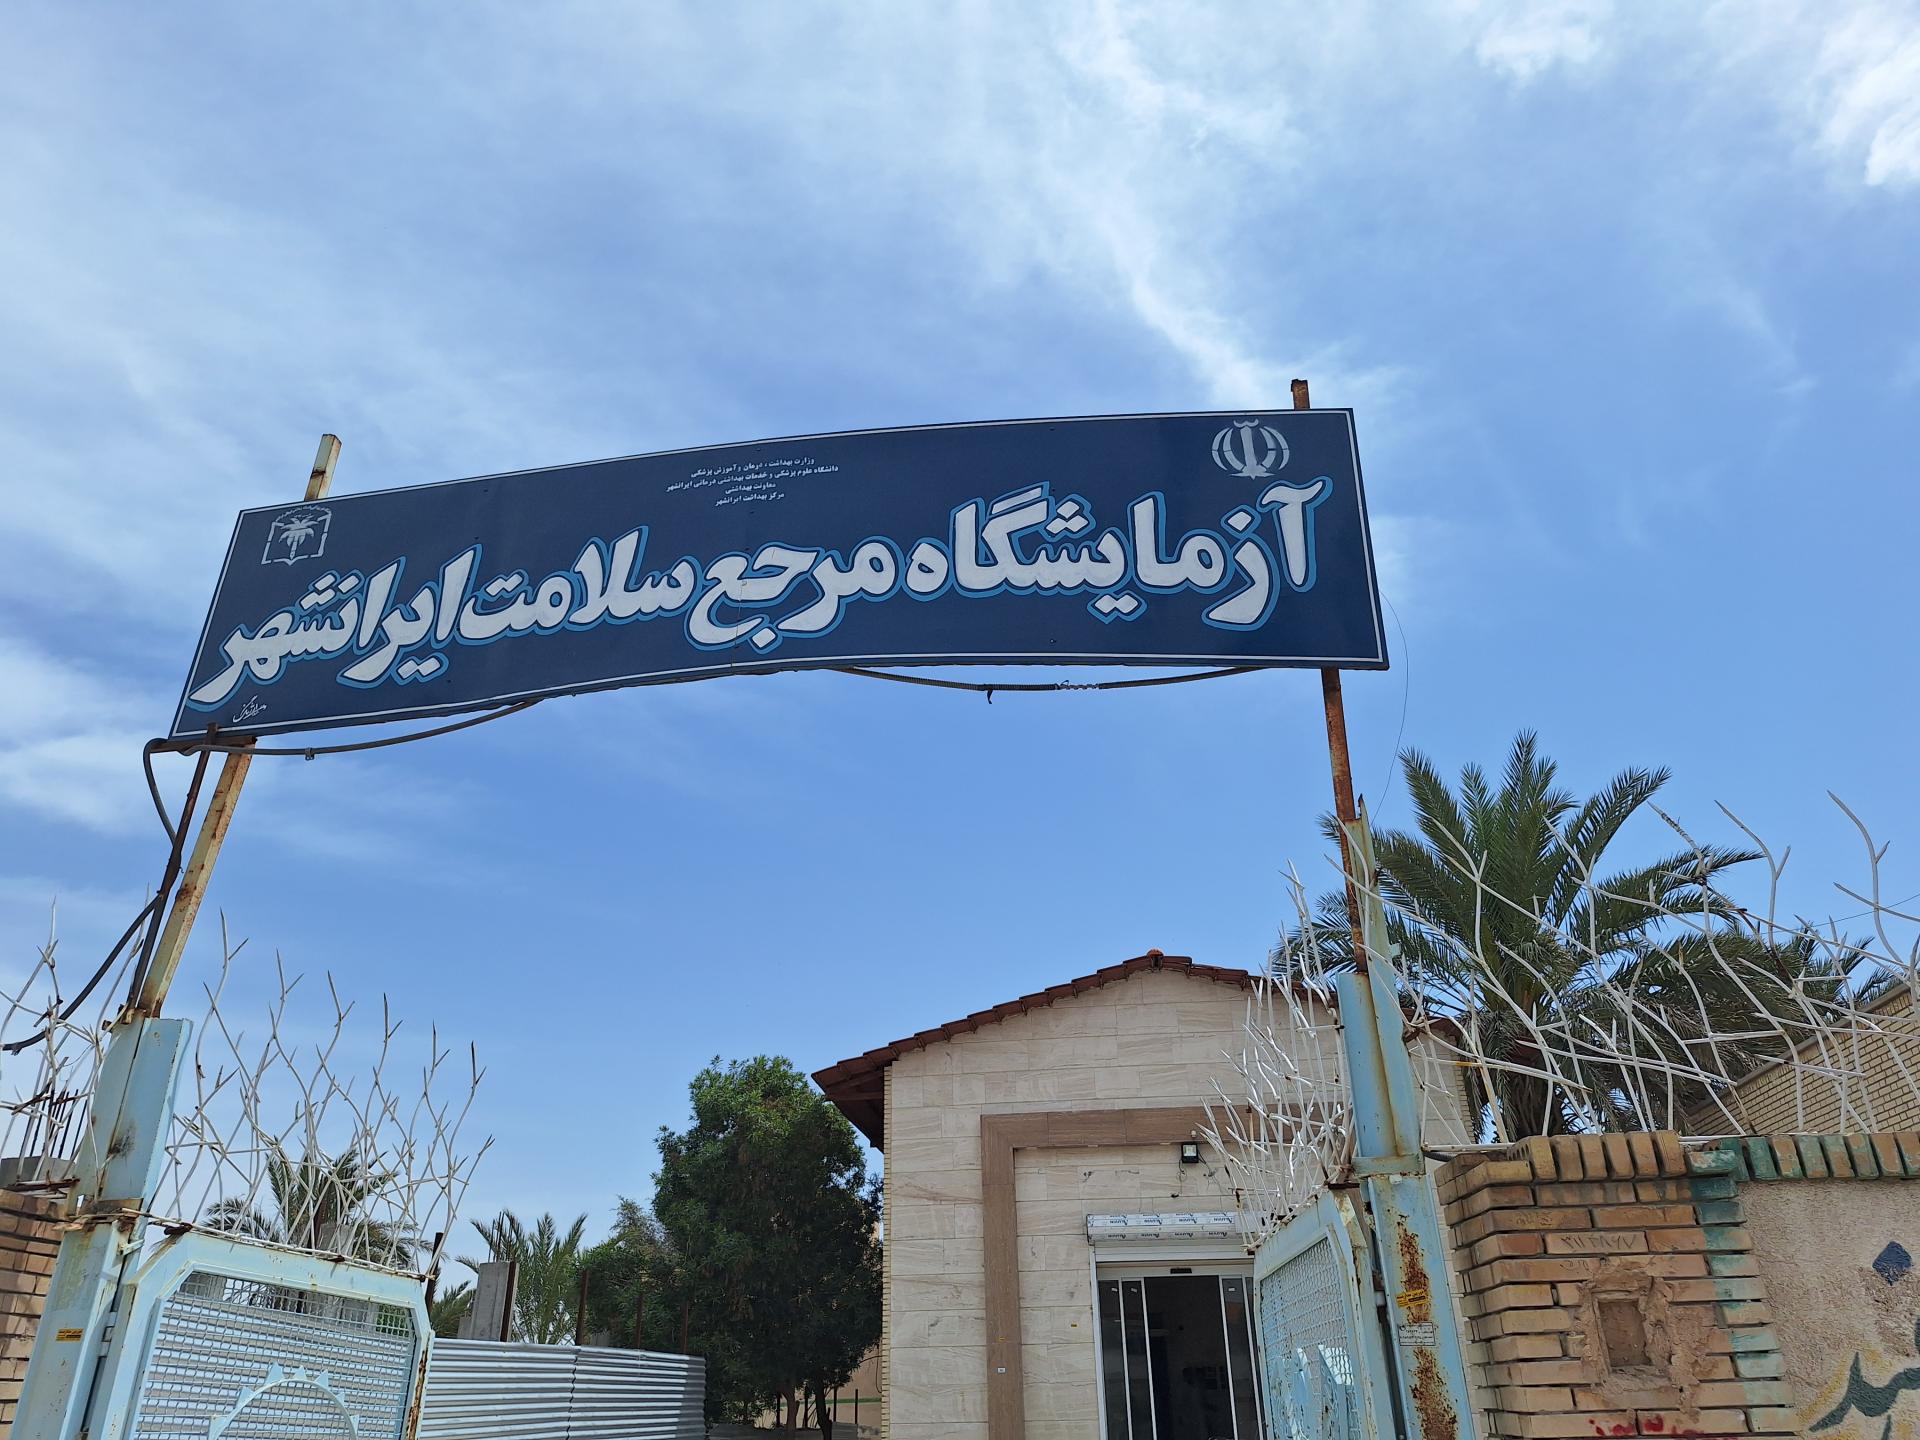 وزارت بهداشت، درمان و آموزش پزشکی
دانشگاه علوم پزشکی و خدمات بهداشتی درمانی ایرانشهر
معاونت بهداشتی
مرکز بهداشت ایرانشهر
آزمایشگاه مرجع سلامت ایرانشهر